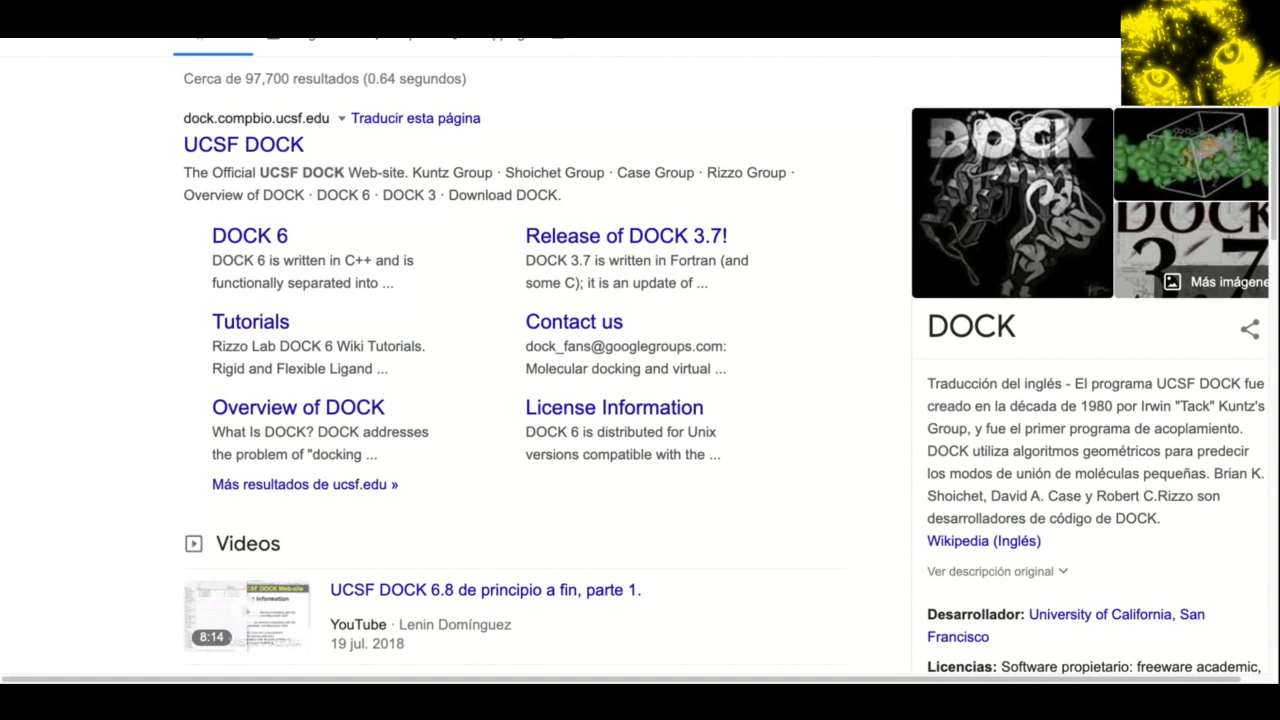 Cerca de 97,700 resultados (0.64 segundos)
dock.compbio.ucsf.edu Traducir esta página
UCSF DOCK
The Official UCSF DOCK Web-site. Kuntz Group · Shoichet Group · Case Group · Rizzo Group ·
Overview of DOCK · DOCK 6 · DOCK 3 · Download DOCK.
DOCK 6
DOCK 6 is written in C++ and is
functionally separated into ...
Release of DOCK 3.7!
DOCK 3.7 is written in Fortran (and
some C); it is an update of ...
Tutorials
Rizzo Lab DOCK 6 Wiki Tutorials.
Rigid and Flexible Ligand ...
Contact us
dock_fans@googlegroups.com:
Molecular docking and virtual ...
Overview of DOCK
What Is DOCK? DOCK addresses
the problem of "docking ...
License Information
DOCK 6 is distributed for Unix
versions compatible with the ...
Más resultados de ucsf.edu »
Videos
UCSF DOCK 6.8 de principio a fin, parte 1.
8:14
YouTube · Lenin Domínguez
19 jul. 2018
DOCK
DOCK
3.7
Más imágene
DOCK
Traducción del inglés - El programa UCSF DOCK fue
creado en la década de 1980 por Irwin "Tack" Kuntz's
Group, y fue el primer programa de acoplamiento.
DOCK utiliza algoritmos geométricos para predecir
los modos de unión de moléculas pequeñas. Brian K.
Shoichet, David A. Case y Robert C.Rizzo son
desarrolladores de código de DOCK.
Wikipedia (Inglés)
Ver descripción original
Desarrollador: University of California, San
Francisco
Licencias: Software propietario: freeware academic,